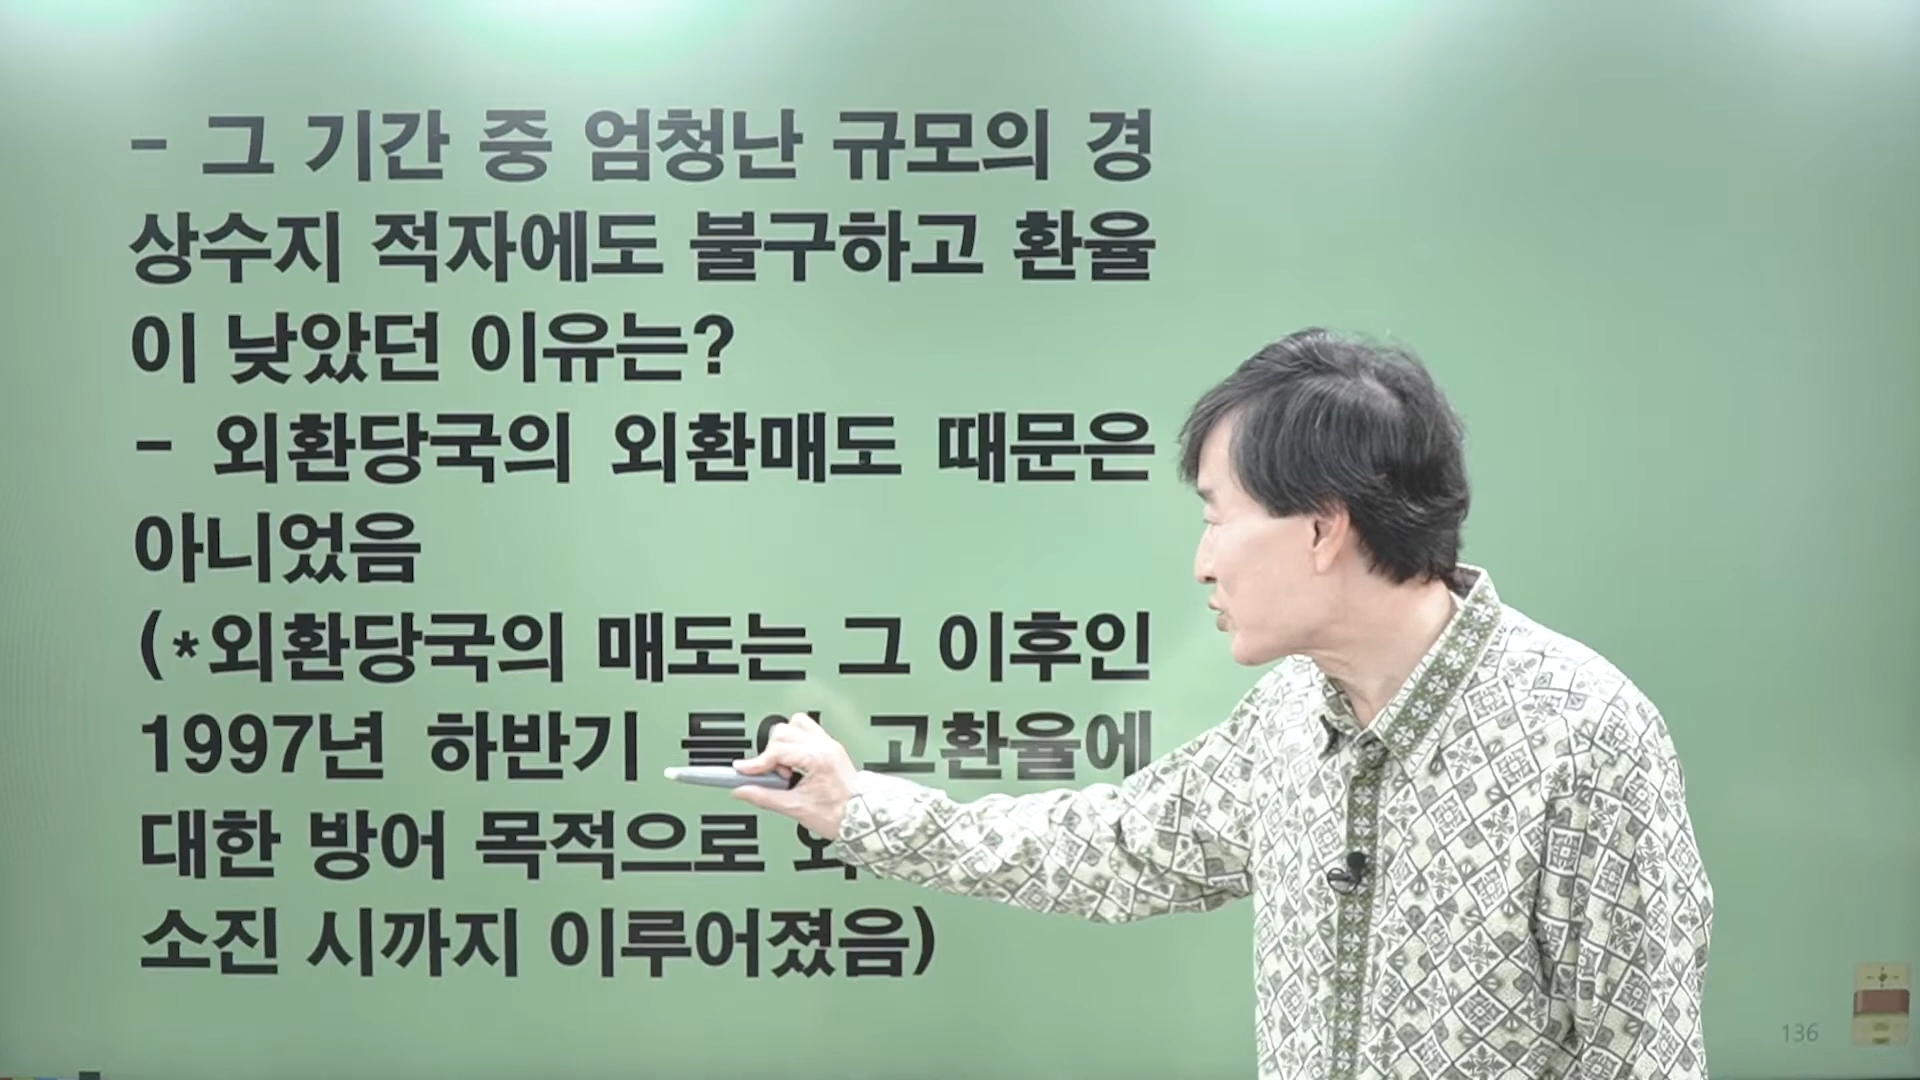 - 그 기간 중 엄청난 규모의 경
상수지 적자에도 불구하고 환율
이 낮았던 이유는?
- 외환당국의 외환매도 때문은
아니었음
(*외환당국의 매도는 그 이후인
1997년 하반기 고환율에
대한 방어 목적으로
소진 시까지 이루어졌음)
136